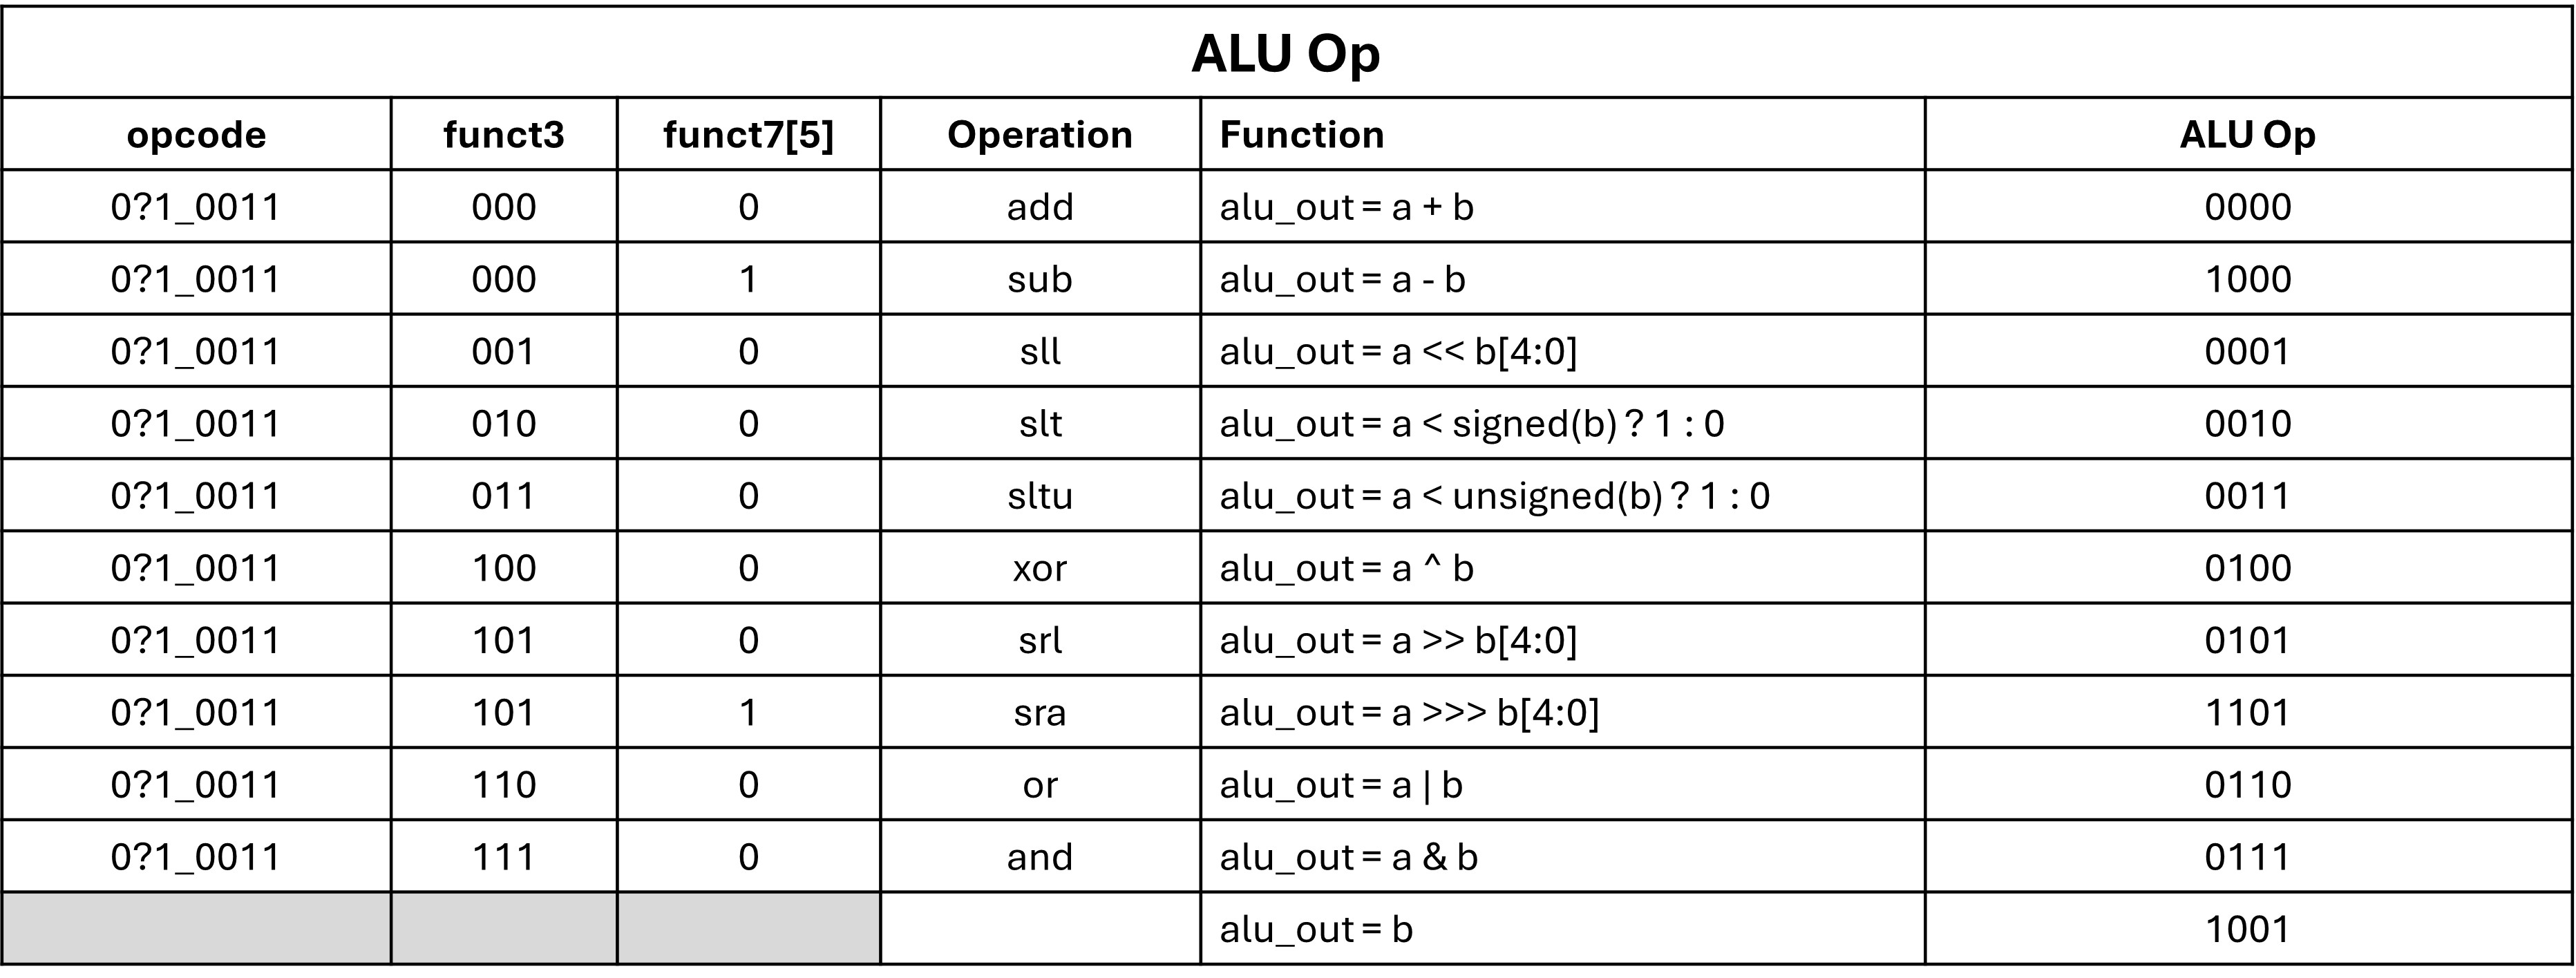 ALU Op
opcode funct3 funct7[5] Operation Function ALU Op
0?1_0011 000 0 add alu_out = a + b 0000
0?1_0011 000 1 sub alu_out = a - b 1000
0?1_0011 001 0 sll alu_out = a << b[4:0] 0001
0?1_0011 010 0 slt alu_out = a < signed(b) ? 1 : 0 0010
0?1_0011 011 0 sltu alu_out = a < unsigned(b) ? 1 : 0 0011
0?1_0011 100 0 xor alu_out = a ^ b 0100
0?1_0011 101 0 srl alu_out = a >> b[4:0] 0101
0?1_0011 101 1 sra alu_out = a >>> b[4:0] 1101
0?1_0011 110 0 or alu_out = a | b 0110
0?1_0011 111 0 and alu_out = a & b 0111
alu_out = b 1001